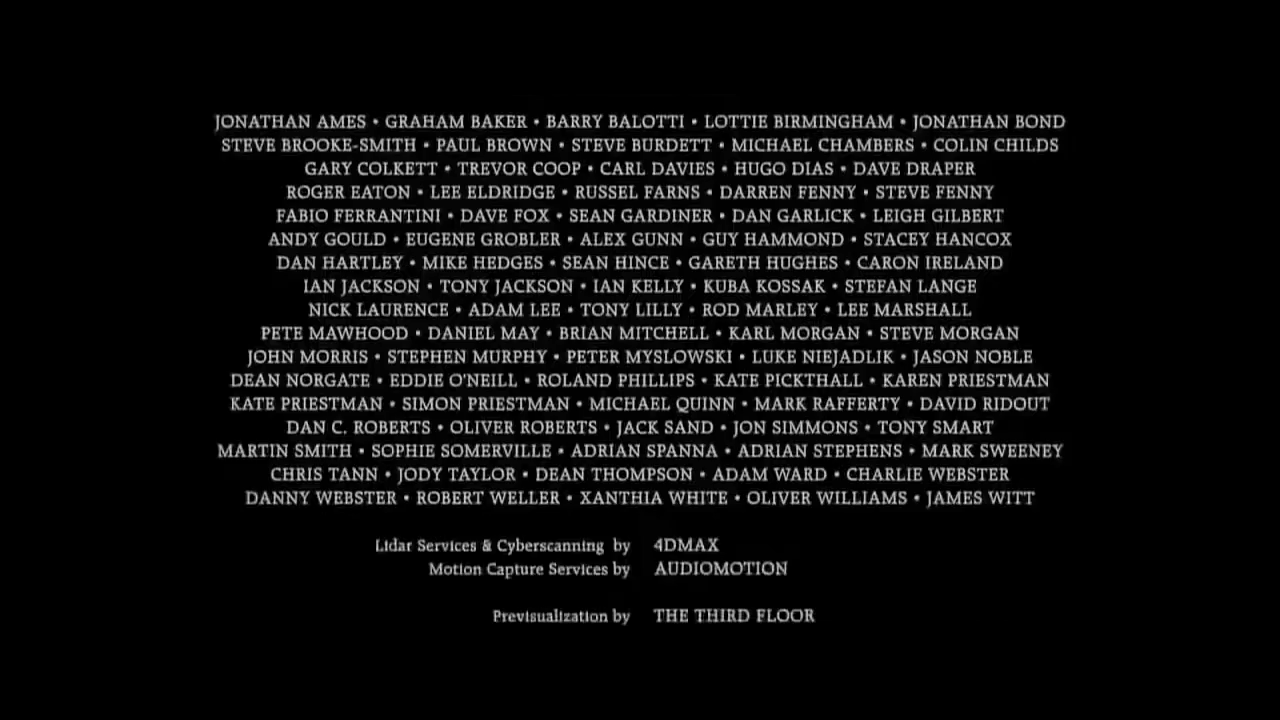 JONATHAN AMES • GRAHAM BAKER • BARRY BALOTTI • LOTTIE BIRMINGHAM • JONATHAN BOND
STEVE BROOKE-SMITH • PAUL BROWN • STEVE BURDETT • MICHAEL CHAMBERS • COLIN CHILDS
GARY COLKETT • TREVOR COOP • CARL DAVIES • HUGO DIAS • DAVE DRAPER
ROGER EATON • LEE ELDRIDGE • RUSSEL FARNS • DARREN FENNY • STEVE FENNY
FABIO FERRANTINI • DAVE FOX • SEAN GARDINER • DAN GARLICK • LEIGH GILBERT
ANDY GOULD • EUGENE GROBLER • ALEX GUNN • GUY HAMMOND • STACEY HANCOX
DAN HARTLEY • MIKE HEDGES • SEAN HINCE • GARETH HUGHES • CARON IRELAND
IAN JACKSON • TONY JACKSON • IAN KELLY • KUBA KOSSAK • STEFAN LANGE
NICK LAURENCE • ADAM LEE • TONY LILLY • ROD MARLEY • LEE MARSHALL
PETE MAWHOOD • DANIEL MAY • BRIAN MITCHELL • KARL MORGAN • STEVE MORGAN
JOHN MORRIS • STEPHEN MURPHY • PETER MYSLOWSKI • LUKE NIEJADLIK • JASON NOBLE
DEAN NORGATE • EDDIE O'NEILL • ROLAND PHILLIPS • KATE PICKTHALL • KAREN PRIESTMAN
KATE PRIESTMAN • SIMON PRIESTMAN • MICHAEL QUINN • MARK RAFFERTY • DAVID RIDOUT
DAN C. ROBERTS • OLIVER ROBERTS • JACK SAND • JON SIMMONS • TONY SMART
MARTIN SMITH • SOPHIE SOMERVILLE • ADRIAN SPANNA • ADRIAN STEPHENS • MARK SWEENEY
CHRIS TANN • JODY TAYLOR • DEAN THOMPSON • ADAM WARD • CHARLIE WEBSTER
DANNY WEBSTER • ROBERT WELLER • XANTHIA WHITE • OLIVER WILLIAMS • JAMES WITT
Lidar Services & Cyberscanning by 4DMAX
Motion Capture Services by AUDIOMOTION
Previsualization by THE THIRD FLOOR